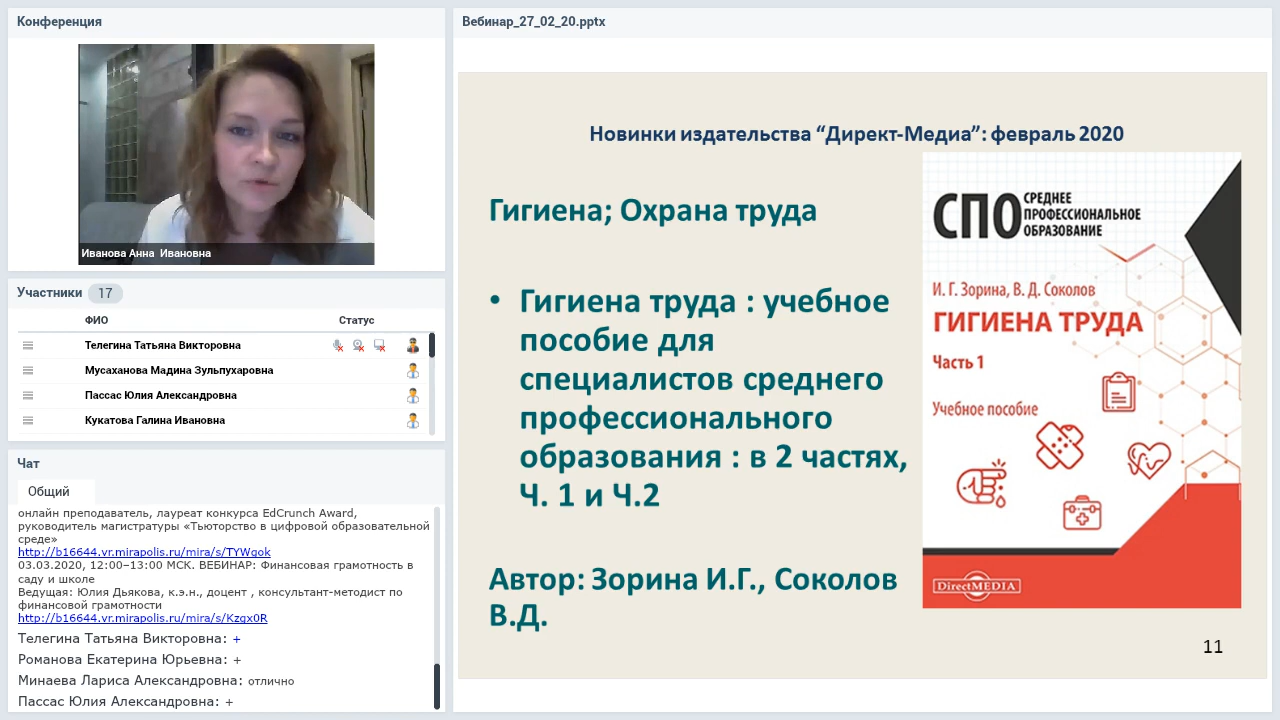 Конференция
Иванова Анна Ивановна
Участники 17
ФИО Статус
Телегина Татьяна Викторовна
Мусаханова Мадина Зульпухаровна
Пассас Юлия Александровна
Кукатова Галина Ивановна
Чат
Общий
онлайн преподаватель, лауреат конкурса EdCrunch Award,
руководитель магистратуры «Тьюторство в цифровой образовательной
среде»
http://b16644.vr.mirapolis.ru/mira/s/TYWgok
03.03.2020, 12:00–13:00 МСК. ВЕБИНАР: Финансовая грамотность в
саду и школе
Ведущая: Юлия Дьякова, к.э.н., доцент , консультант-методист по
финансовой грамотности
http://b16644.vr.mirapolis.ru/mira/s/Kzgx0R
Телегина Татьяна Викторовна: +
Романова Екатерина Юрьевна: +
Минаева Лариса Александровна: отлично
Пассас Юлия Александровна: +
Вебинар_27_02_20.pptx
Новинки издательства “Директ-Медиа”: февраль 2020
Гигиена; Охрана труда
• Гигиена труда : учебное
пособие для
специалистов среднего
профессионального
образования : в 2 частях,
Ч. 1 и Ч.2
Автор: Зорина И.Г., Соколов
В.Д.
СПО
СРЕДНЕЕ
ПРОФЕССИОНАЛЬНОЕ
ОБРАЗОВАНИЕ
И. Г. Зорина, В. Д. Соколов
ГИГИЕНА ТРУДА
Часть 1
Учебное пособие
DirectMEDIA
11